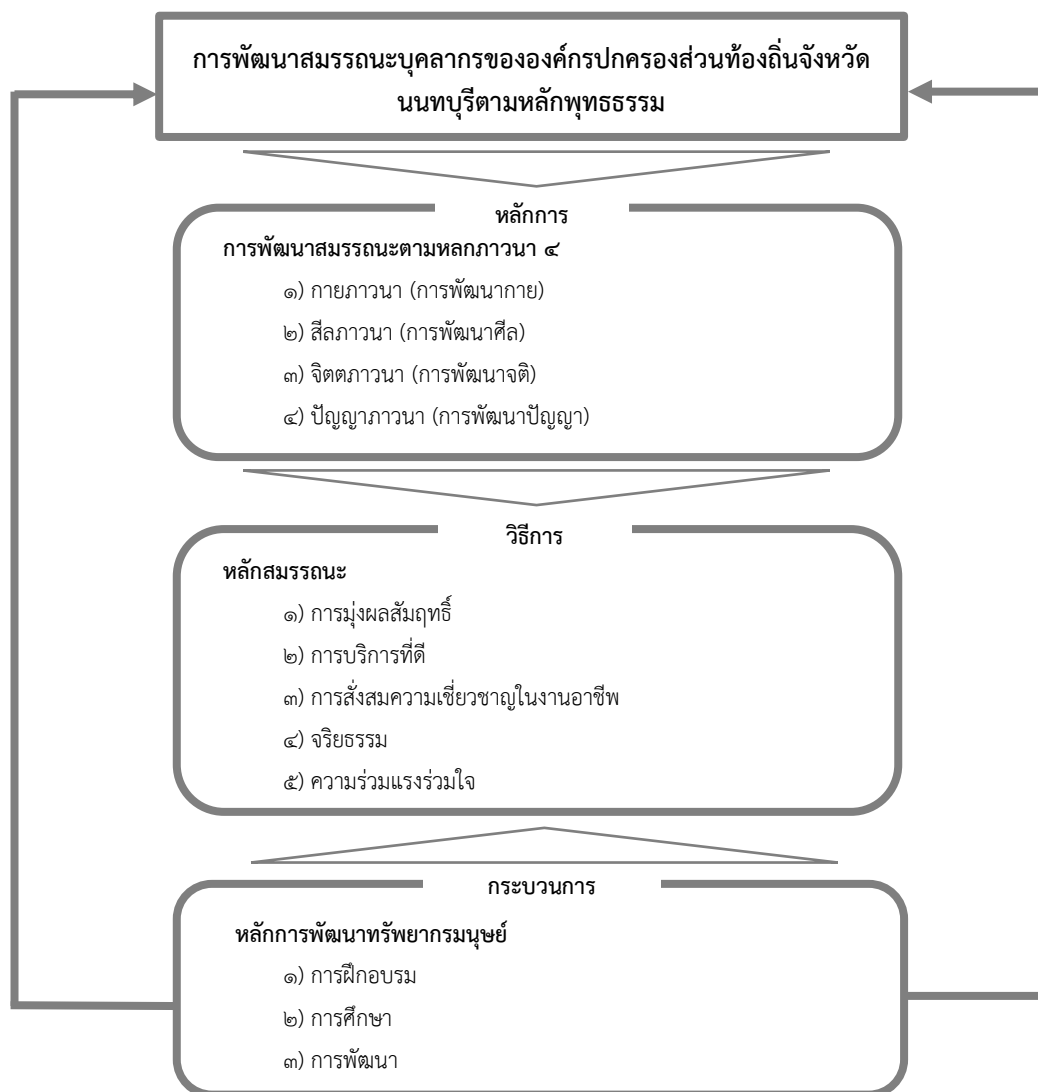 การพัฒนาสมรรถนะบุคลากรขององค์กรปกครองส่วนท้องถิ่นจังหวัด
นนทบุรีตามหลักพุทธธรรม
หลักการ
การพัฒนาสมรรถนะตามหลกภาวนา ๔
๑) กายภาวนา (การพัฒนากาย)
๒) สีลภาวนา (การพัฒนาศีล)
๓) จิตตภาวนา (การพัฒนาจติ)
๔) ปัญญาภาวนา (การพัฒนาปัญญา)
วิธีการ
หลักสมรรถนะ
๑) การมุ่งผลสัมฤทธิ์
๒) การบริการที่ดี
๓) การสั่งสมความเชี่ยวชาญในงานอาชีพ
๔) จริยธรรม
๕) ความร่วมแรงร่วมใจ
กระบวนการ
หลักการพัฒนาทรัพยากรมนุษย์
๑) การฝึกอบรม
๒) การศึกษา
๓) การพัฒนา